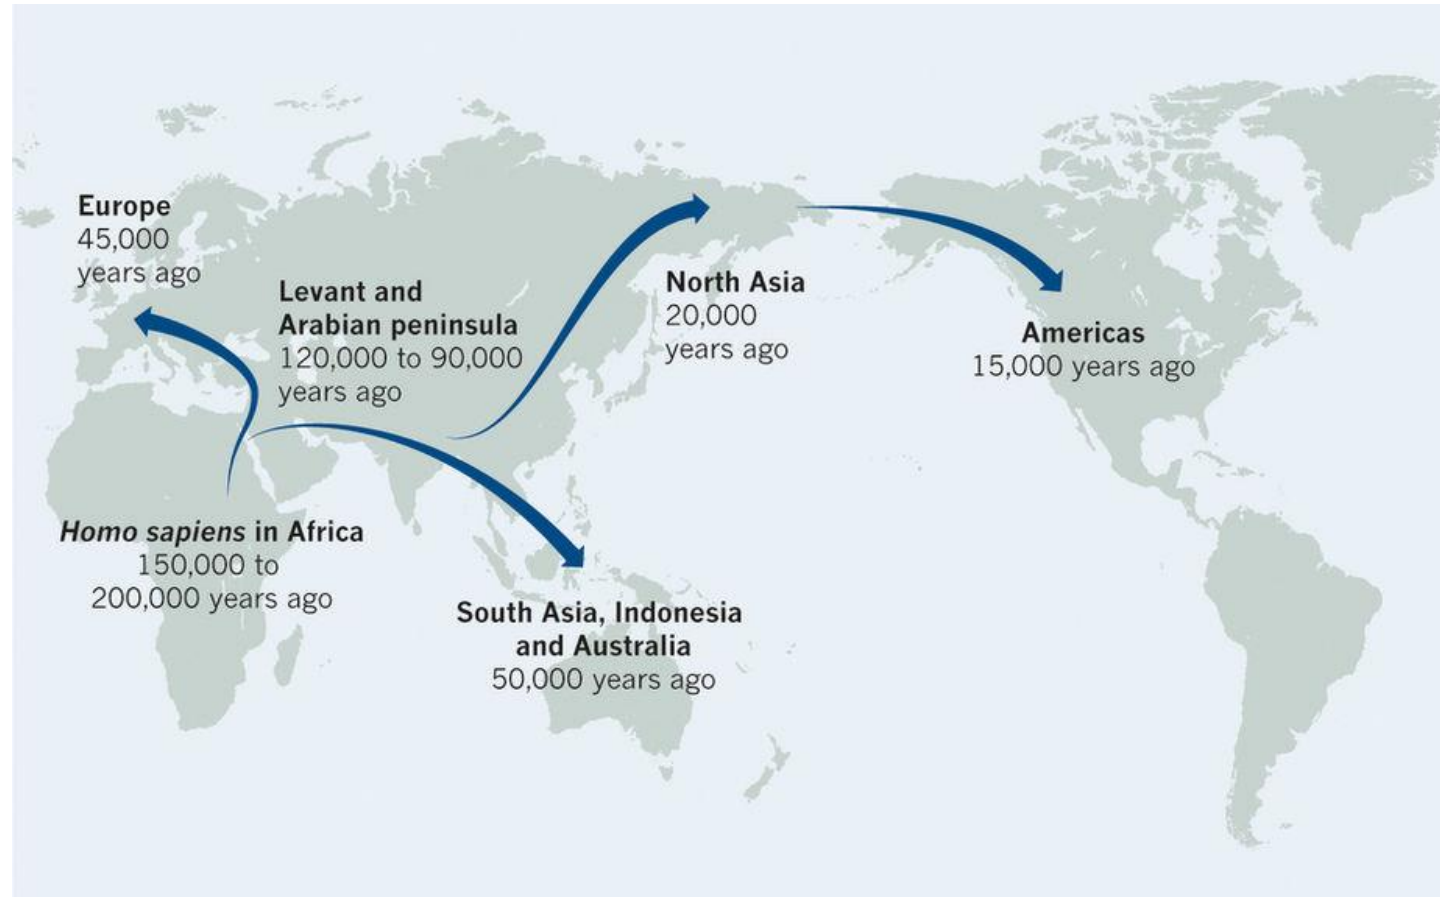 Europe
45,000
years ago
Levant and
Arabian peninsula
120,000 to 90,000
years ago
North Asia
20,000
years ago
Americas
15,000 years ago
Homo sapiens in Africa
150,000 to
200,000 years ago
South Asia, Indonesia
and Australia
50,000 years ago